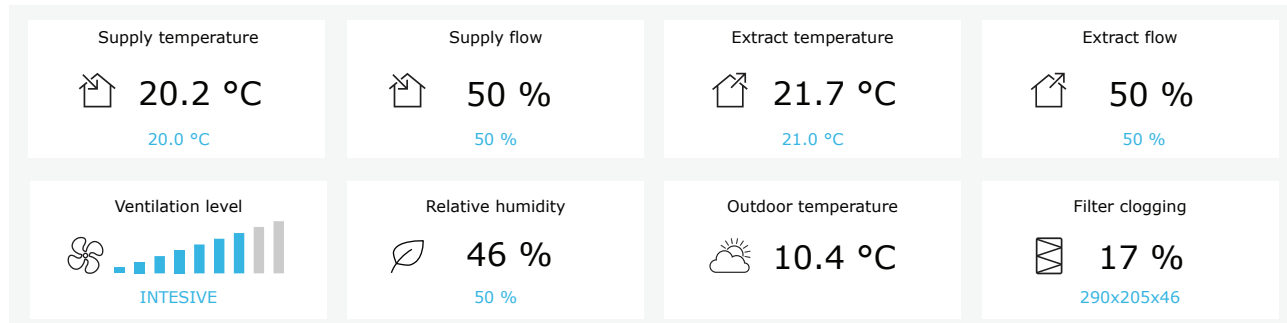 Supply temperature
20.2 °C
20.0 °C
Supply flow
50 %
50 %
Extract temperature
21.7 °C
21.0 °C
Extract flow
50 %
50 %
Ventilation level
INTESIVE
Relative humidity
46 %
50 %
Outdoor temperature
10.4 °C
Filter clogging
17 %
290x205x46